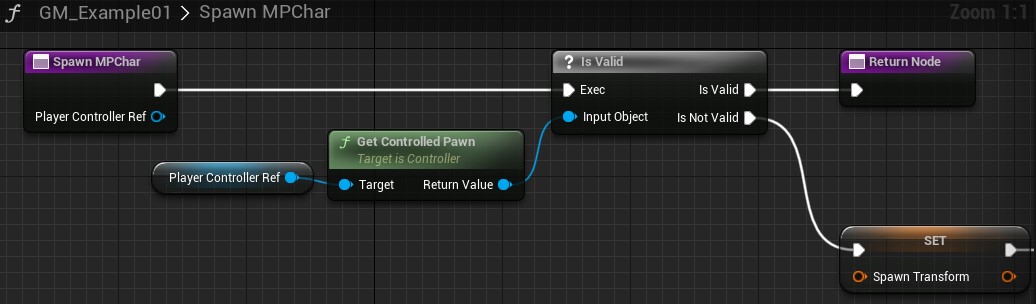 f GM_Example01 > Spawn MPChar
Zoom 1:1
Spawn MPChar
Player Controller Ref
Player Controller Ref
f Get Controlled Pawn
Target is Controller
Target Return Value
? Is Valid
Exec Is Valid
Input Object Is Not Valid
Return Node
SET
Spawn Transform